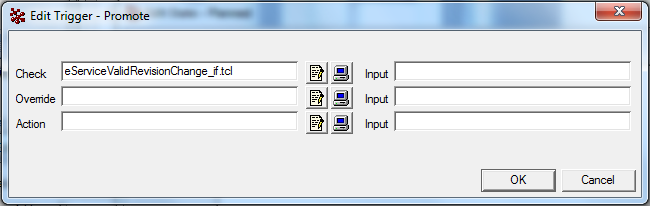 Edit Trigger - Promote
Check eServiceValidRevisionChange_if.tcl Input
Override Input
Action Input
OK Cancel